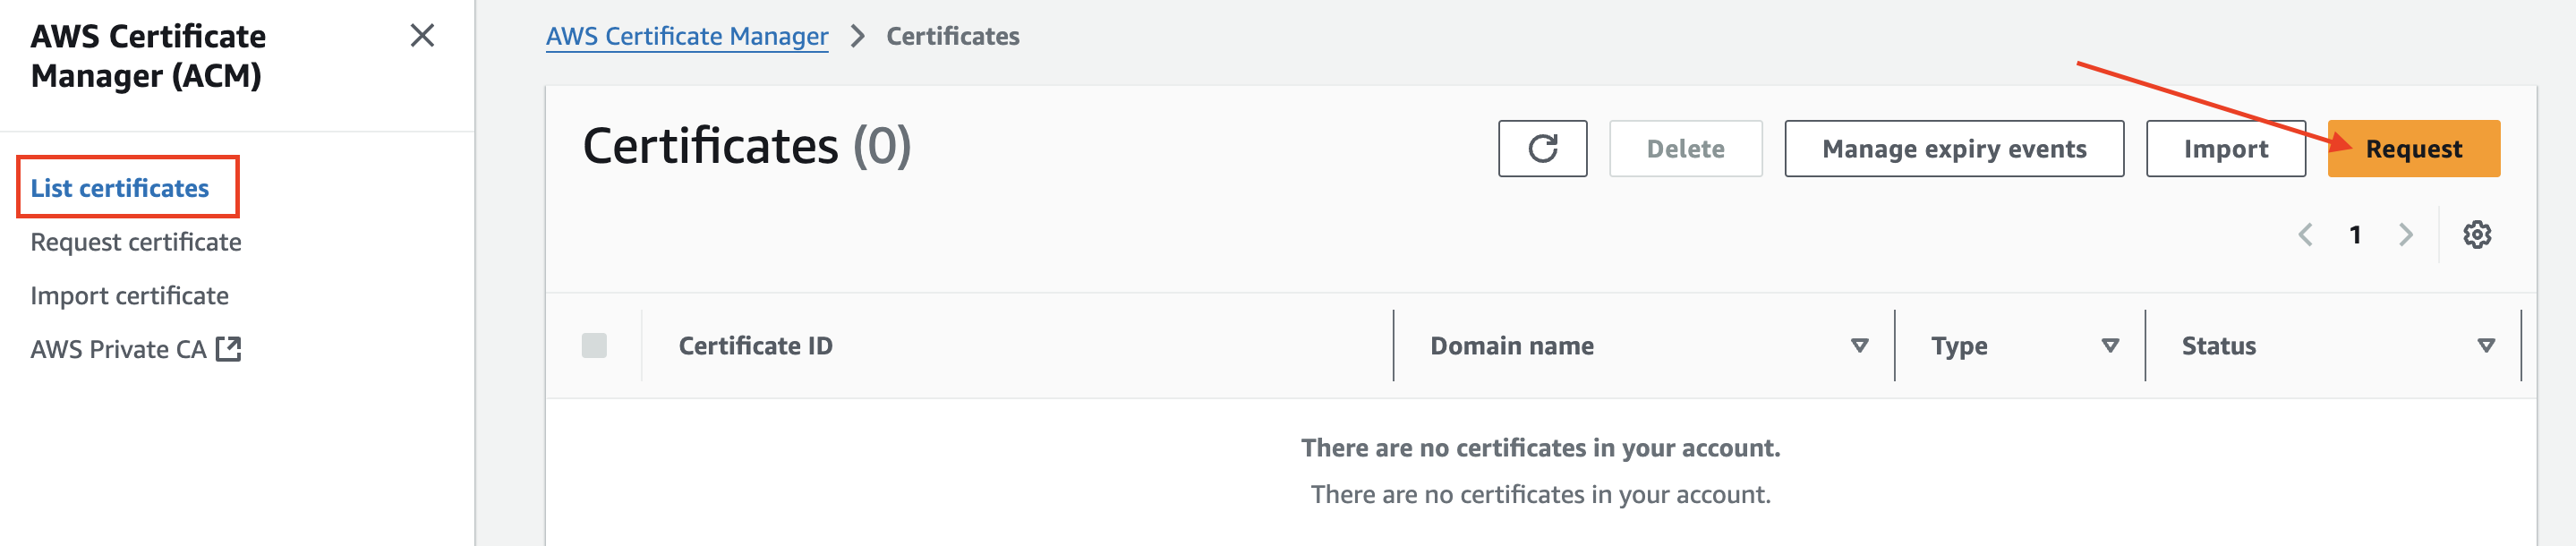 AWS Certificate
Manager (ACM)
List certificates
Request certificate
Import certificate
AWS Private CA
AWS Certificate Manager > Certificates
Certificates (0)
Delete
Manage expiry events
Import
Request
1
Certificate ID
Domain name
Type
Status
There are no certificates in your account.
There are no certificates in your account.